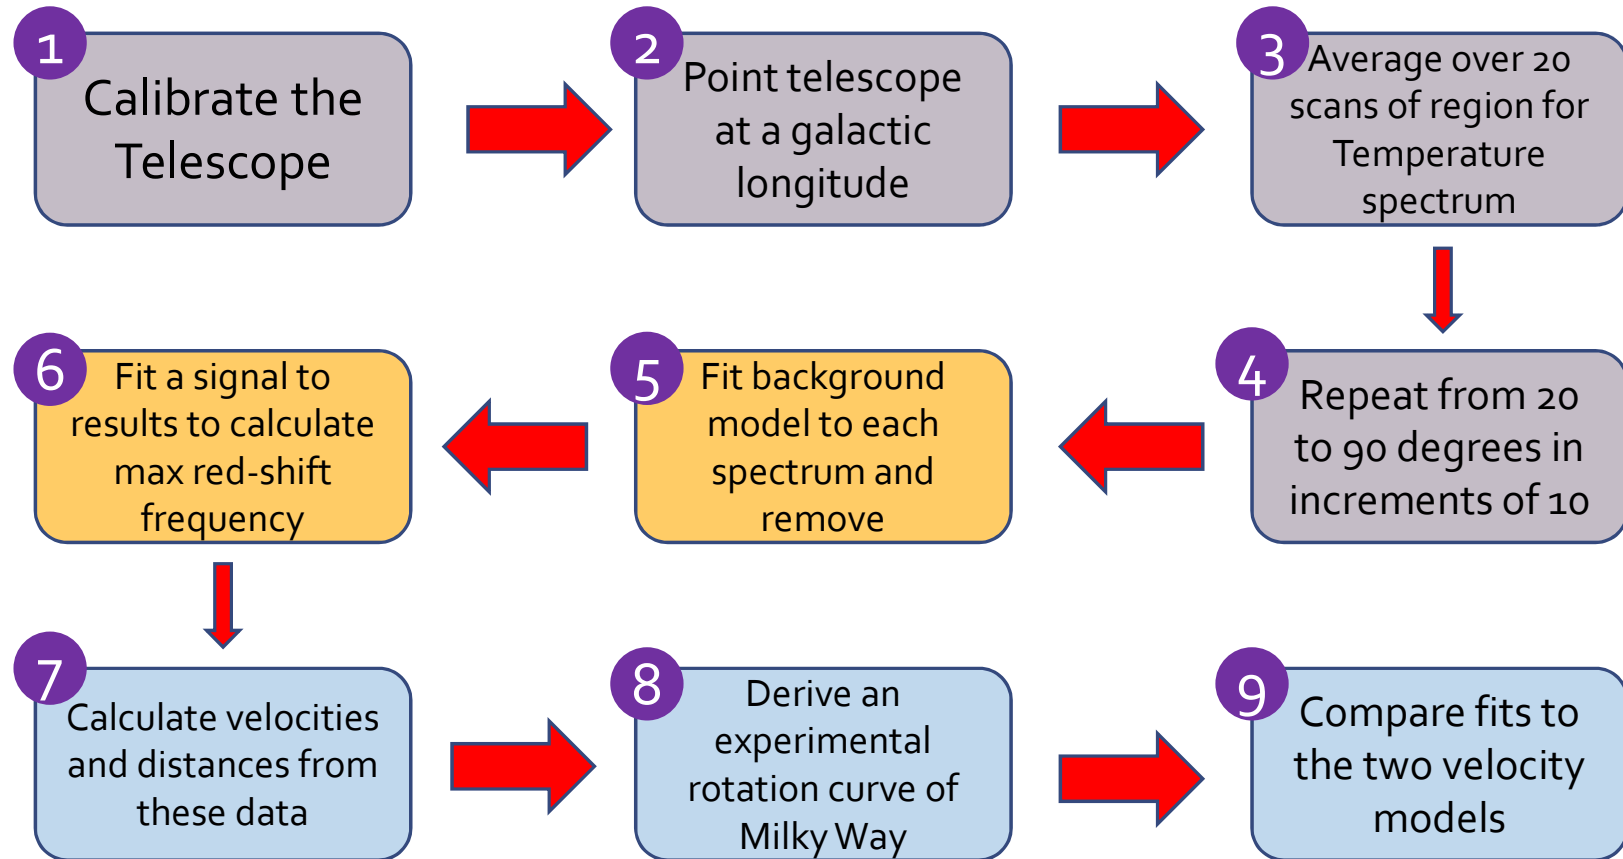 1
Calibrate the
Telescope
2
Point telescope
at a galactic
longitude
3
Average over 20
scans of region for
Temperature
spectrum
4
Repeat from 20
to 90 degrees in
increments of 10
5
Fit background
model to each
spectrum and
remove
6
Fit a signal to
results to calculate
max red-shift
frequency
7
Calculate velocities
and distances from
these data
8
Derive an
experimental
rotation curve of
Milky Way
9
Compare fits to
the two velocity
models